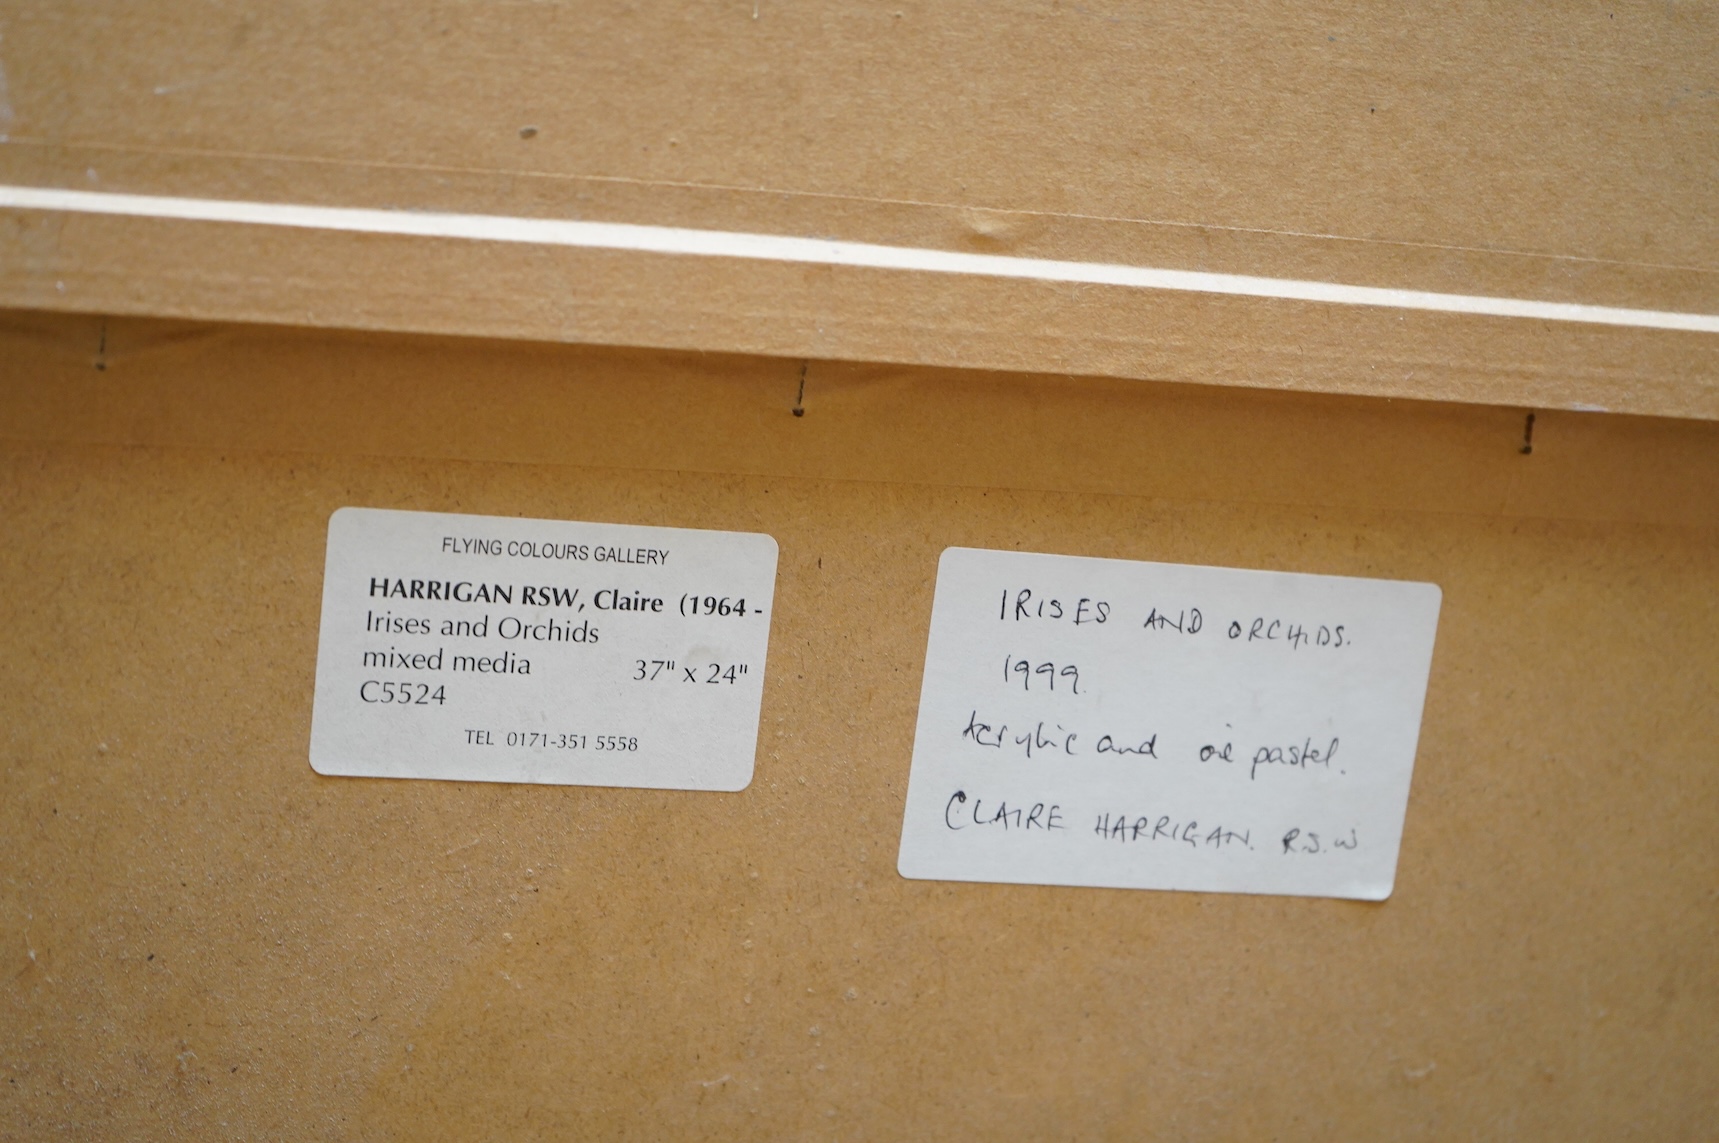 FLYING COLOURS GALLERY
HARRIGAN RSW, Claire (1964 -
Irises and Orchids
mixed media 37" x 24"
C5524
TEL 0171-351 5558
IRISES AND ORCHIDS.
1999.
Acrylic and oil pastel.
CLAIRE HARRIGAN. R.S.W